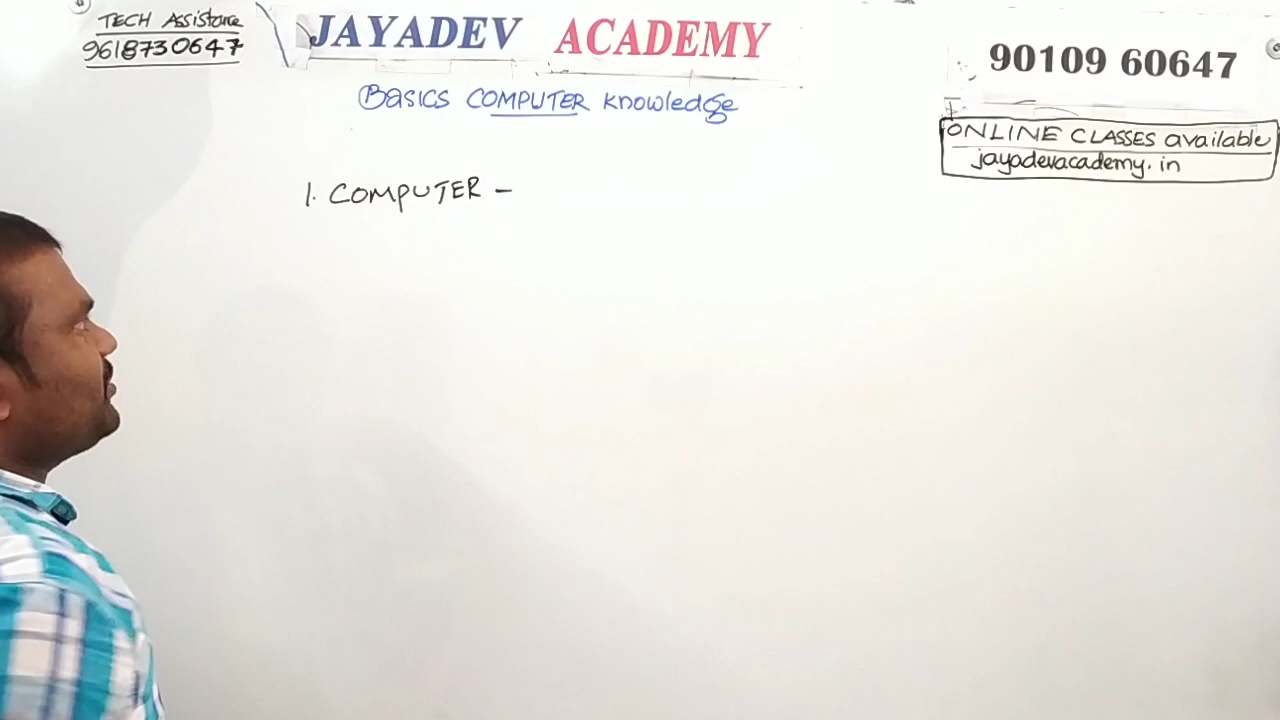 TECH Assistance
9618730647
JAYADEV ACADEMY
90109 60647
Basics COMPUTER knowledge
ONLINE CLASSES available
jayadevacademy.in
1. COMPUTER -